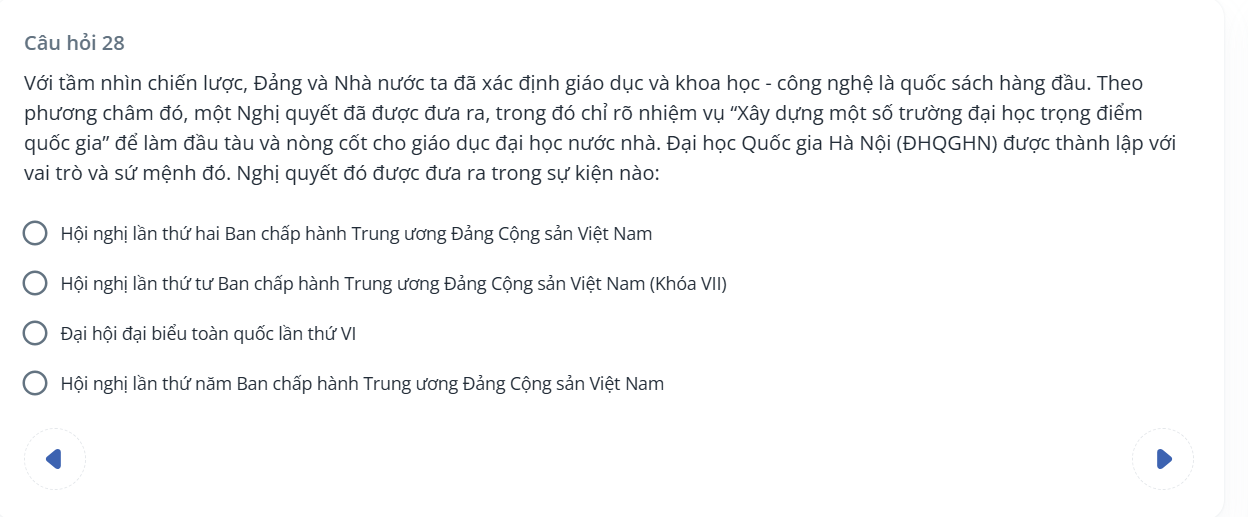 Câu hỏi 28
Với tầm nhìn chiến lược, Đảng và Nhà nước ta đã xác định giáo dục và khoa học - công nghệ là quốc sách hàng đầu. Theo
phương châm đó, một Nghị quyết đã được đưa ra, trong đó chỉ rõ nhiệm vụ “Xây dựng một số trường đại học trọng điểm
quốc gia” để làm đầu tàu và nòng cốt cho giáo dục đại học nước nhà. Đại học Quốc gia Hà Nội (ĐHQGHN) được thành lập với
vai trò và sứ mệnh đó. Nghị quyết đó được đưa ra trong sự kiện nào:
Hội nghị lần thứ hai Ban chấp hành Trung ương Đảng Cộng sản Việt Nam
Hội nghị lần thứ tư Ban chấp hành Trung ương Đảng Cộng sản Việt Nam (Khóa VII)
Đại hội đại biểu toàn quốc lần thứ VI
Hội nghị lần thứ năm Ban chấp hành Trung ương Đảng Cộng sản Việt Nam